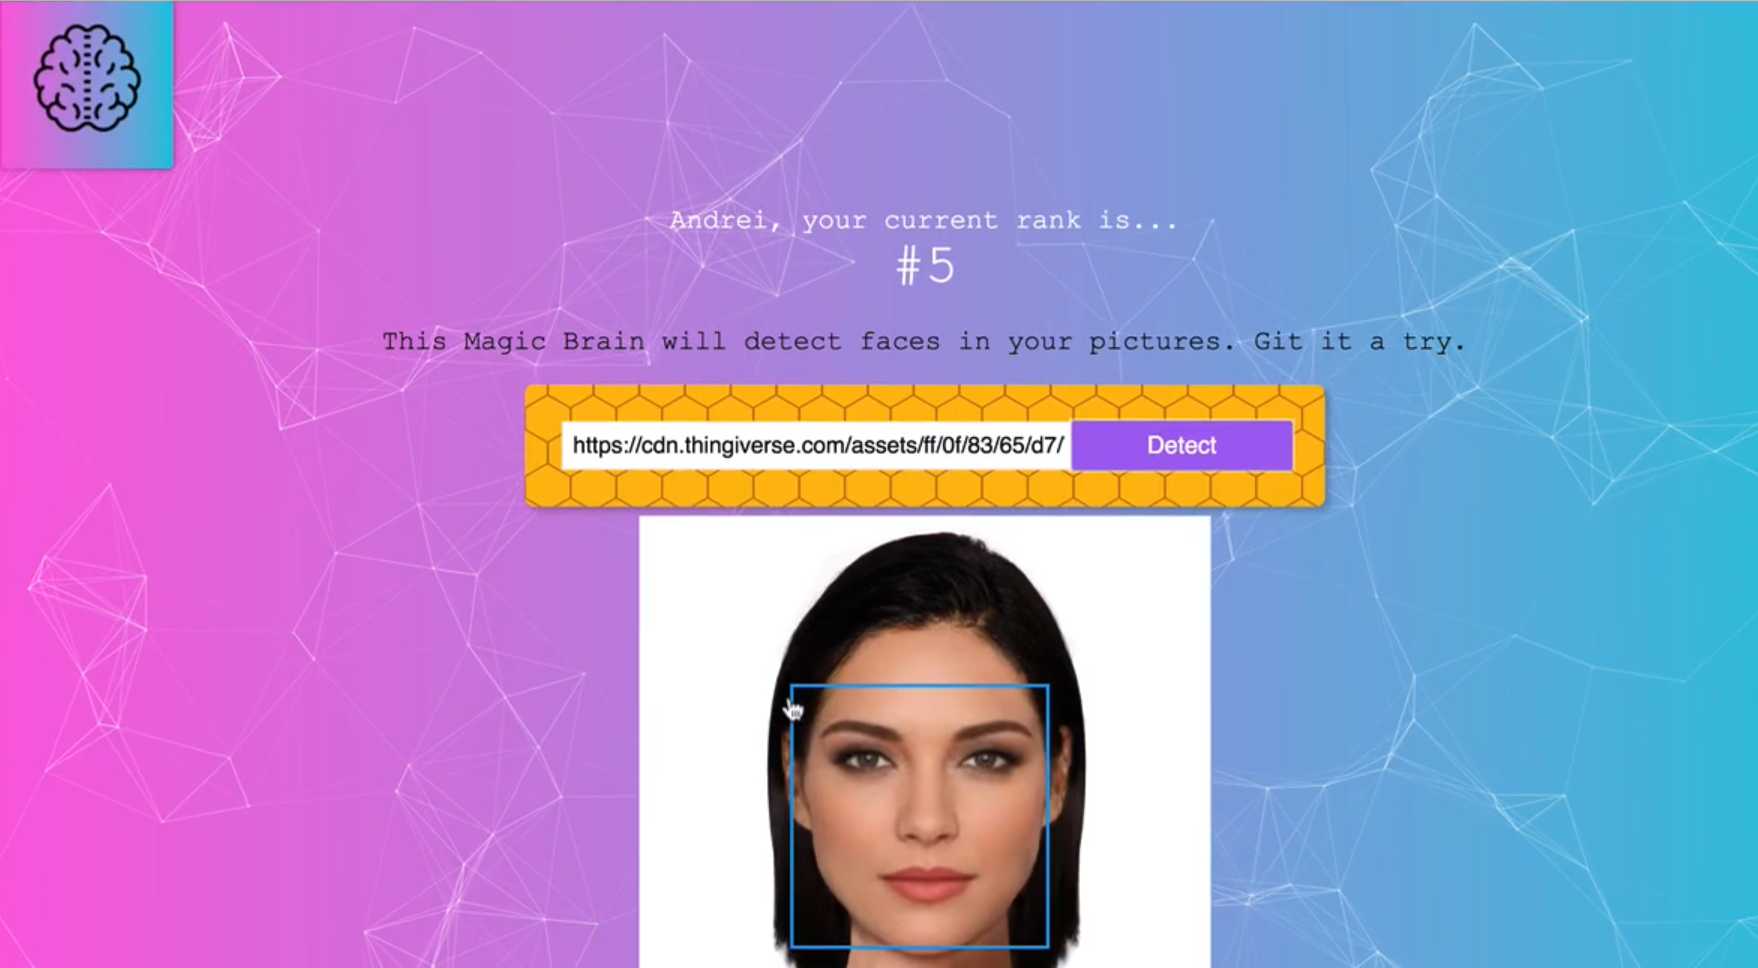 Andrei, your current rank is...
#5
This Magic Brain will detect faces in your pictures. Git it a try.
https://cdn.thingiverse.com/assets/ff/0f/83/65/d7/ Detect